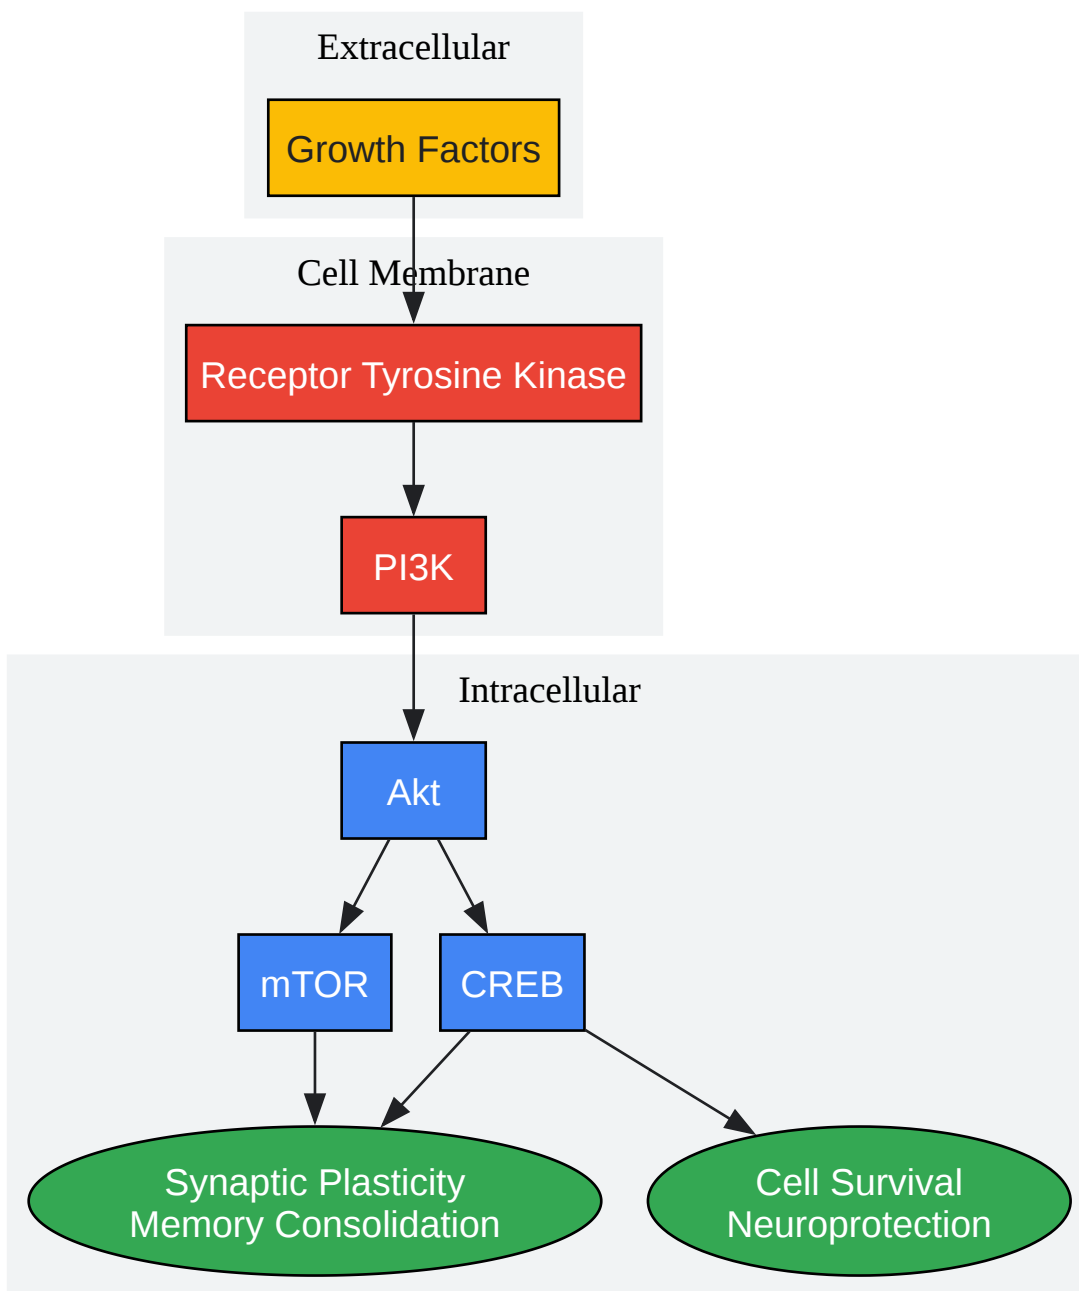 Extracellular
Growth Factors
Cell Membrane
Receptor Tyrosine Kinase
PI3K
Intracellular
Akt
mTOR
CREB
Synaptic Plasticity
Memory Consolidation
Cell Survival
Neuroprotection